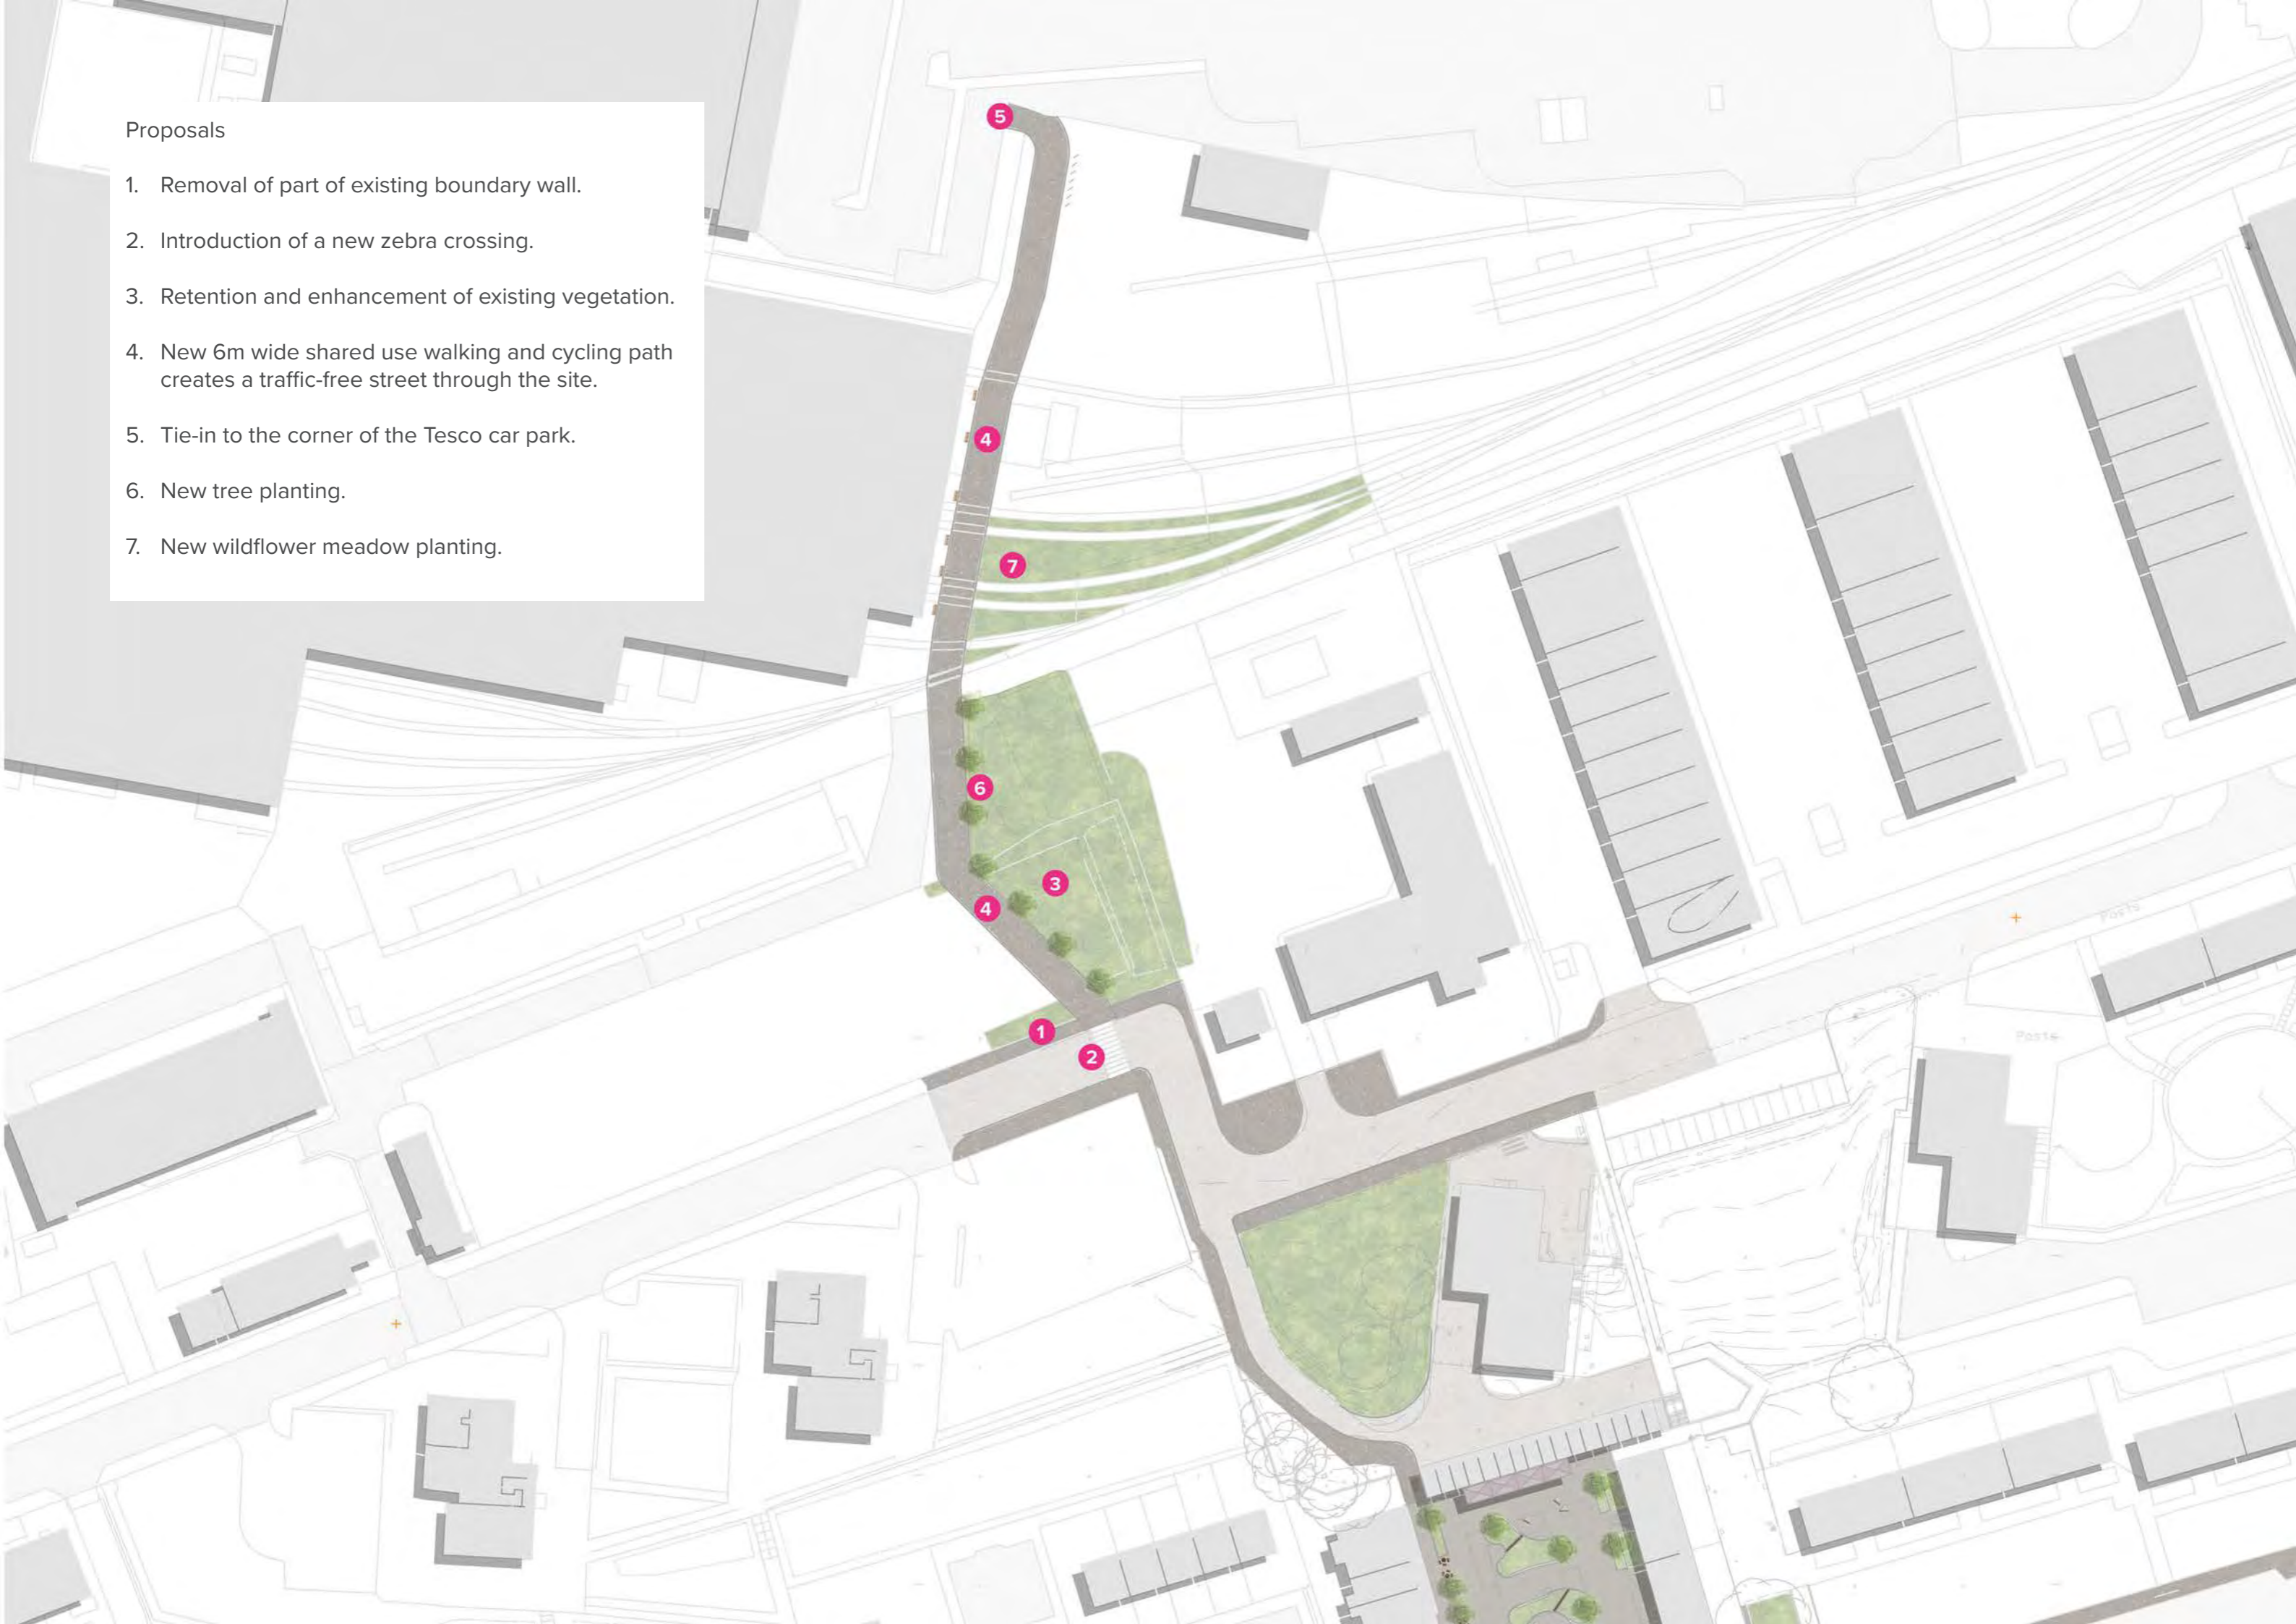 Proposals
1. Removal of part of existing boundary wall.
2. Introduction of a new zebra crossing.
3. Retention and enhancement of existing vegetation.
4. New 6m wide shared use walking and cycling path
creates a traffic-free street through the site.
5. Tie-in to the corner of the Tesco car park.
6. New tree planting.
7. New wildflower meadow planting.
5
4
7
6
3
4
1
2
Posts
Posts